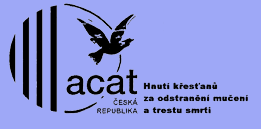 acat
ČESKÁ
REPUBLIKA
Hnutí křesťanů
za odstranění mučení
a trestu smrti